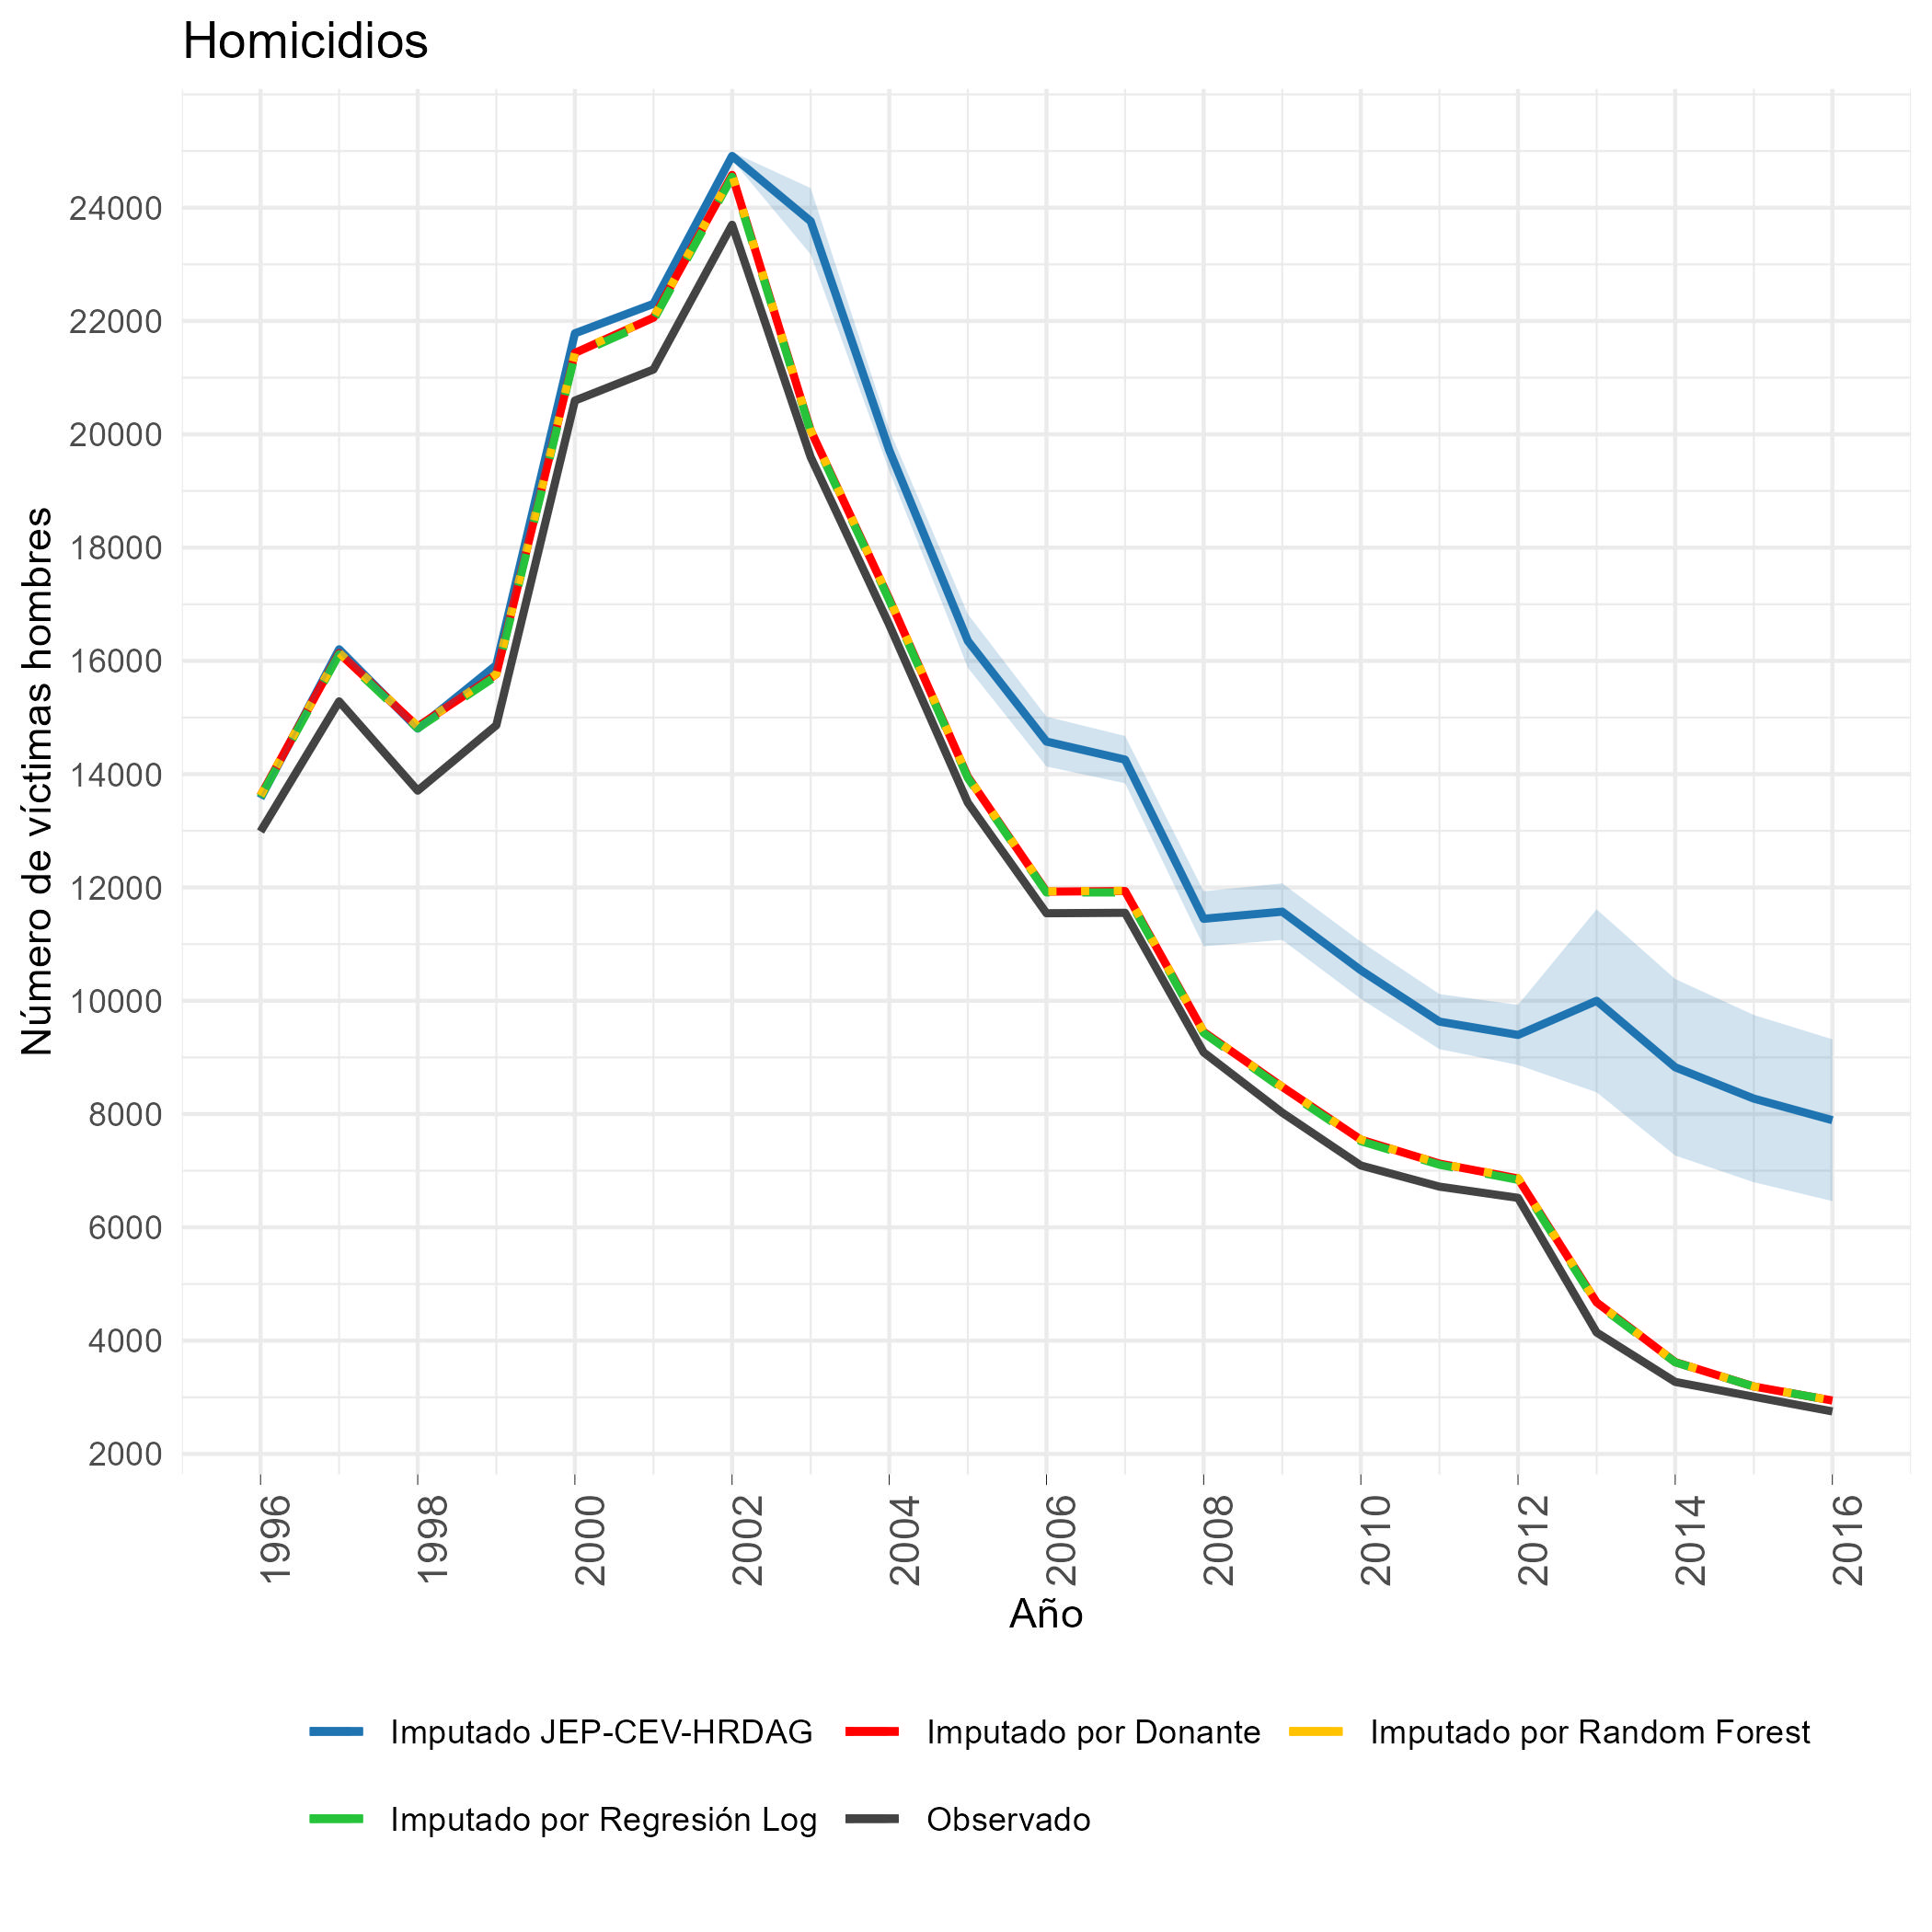 Homicidios
Número de víctimas hombres
24000
22000
20000
18000
16000
14000
12000
10000
8000
6000
4000
2000
1996
1998
2000
2002
2004
2006
2008
2010
2012
2014
2016
Año
Imputado JEP-CEV-HRDAG
Imputado por Donante
Imputado por Random Forest
Imputado por Regresión Log
Observado